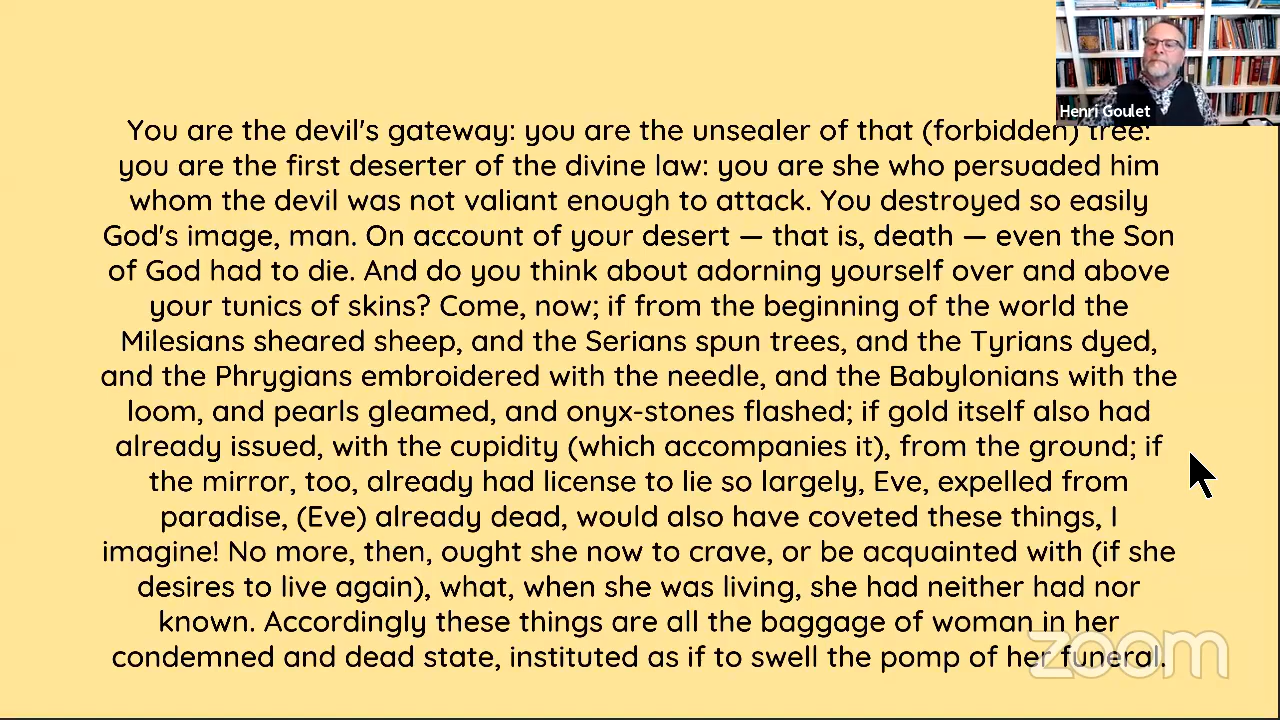 Henri Goulet
You are the devil's gateway: you are the unsealer of that (forbidden) tree:
you are the first deserter of the divine law: you are she who persuaded him
whom the devil was not valiant enough to attack. You destroyed so easily
God's image, man. On account of your desert — that is, death — even the Son
of God had to die. And do you think about adorning yourself over and above
your tunics of skins? Come, now; if from the beginning of the world the
Milesians sheared sheep, and the Serians spun trees, and the Tyrians dyed,
and the Phrygians embroidered with the needle, and the Babylonians with the
loom, and pearls gleamed, and onyx-stones flashed; if gold itself also had
already issued, with the cupidity (which accompanies it), from the ground; if
the mirror, too, already had license to lie so largely, Eve, expelled from
paradise, (Eve) already dead, would also have coveted these things, I
imagine! No more, then, ought she now to crave, or be acquainted with (if she
desires to live again), what, when she was living, she had neither had nor
known. Accordingly these things are all the baggage of woman in her
condemned and dead state, instituted as if to swell the pomp of her funeral.
zoom